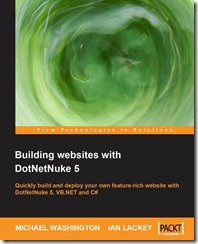 From Technologies to Solutions
Building websites with
DotNetNuke 5
Quickly build and deploy your own feature-rich website with
DotNetNuke 5, VB.NET and C#
MICHAEL WASHINGTON IAN LACKEY
PACKT
PUBLISHING